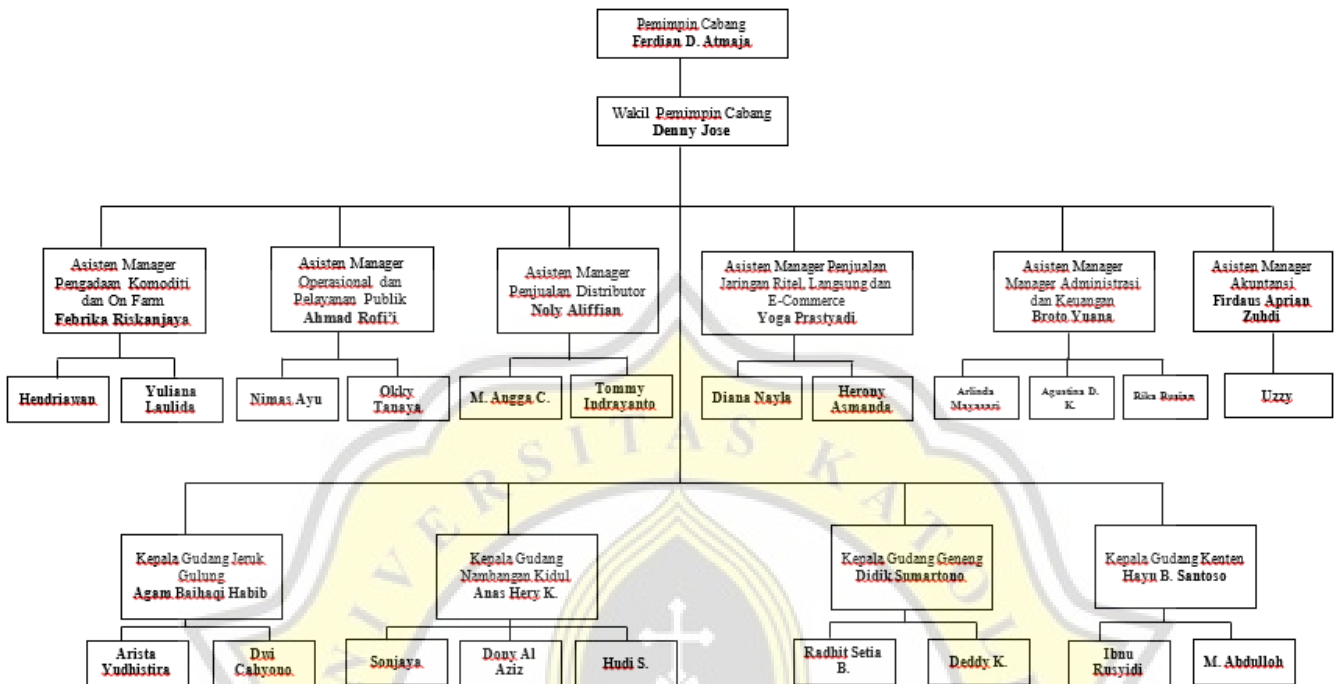 Pemimpin Cabang
Ferdian D. Atmaja
Wakil Pemimpin Cabang
Denny Jose
Asisten Manager
Pengadaan Komoditi
dan On Farm
Febrika Riskanjaya
Asisten Manager
Operasional dan
Pelayanan Publik
Ahmad Rofi'i
Asisten Manager
Penjualan Distributor
Noly Aliffian
Asisten Manager Penjualan
Jaringan Ritel, Langsung dan
E-Commerce
Yoga Prastyadi
Asisten Manager
Manager Administrasi
dan Keuangan
Broto Yuana
Asisten Manager
Akuntansi
Firdaus Aprian
Zuhdi
Hendriawan
Yuliana
Laulida
Nimas Ayu
Okky
Tanaya
M. Angga C.
Tommy
Indrayanto
Diana Nayla
Herony
Asmanda
Arlinda
Mayasari
Agustina D.
K.
Rika
Uzzy
Kepala Gudang Jeruk
Gulung
Agam Baihaqi Habib
Kepala Gudang
Nambangan Kidul
Anas Hery K.
Kepala Gudang Geneng
Didik Sumartono
Kepala Gudang Kenten
Hayu B. Santoso
Arista
Yudhistira
Dwi
Cahyono
Sonjaya
Dony Al
Aziz
Hudi S.
Radhit Setia
B.
Deddy K.
Ibnu
Rusyidi
M. Abdulloh